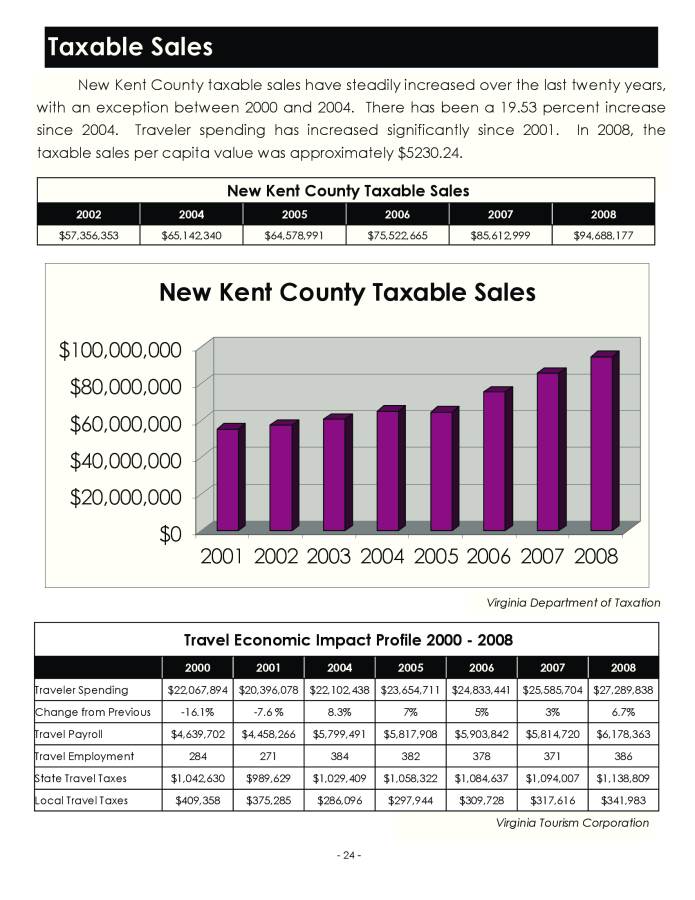 Taxable Sales
New Kent County taxable sales have steadily increased over the last twenty years,
with an exception between 2000 and 2004. There has been a 19.53 percent increase
since 2004. Traveler spending has increased significantly since 2001. In 2008, the
taxable sales per capita value was approximately $5230.24.
New Kent County Taxable Sales
2002 2004 2005 2006 2007 2008
$57,356,353 $65,142,340 $64,578,991 $75,522,665 $85,612,999 $94,688,177
New Kent County Taxable Sales
$100,000,000
$80,000,000
$60,000,000
$40,000,000
$20,000,000
$0
2001 2002 2003 2004 2005 2006 2007 2008
Virginia Department of Taxation
Travel Economic Impact Profile 2000 - 2008
2000 2001 2004 2005 2006 2007 2008
Traveler Spending $22,067,894 $20,396,078 $22,102,438 $23,654,711 $24,833,441 $25,585,704 $27,289,838
Change from Previous -16.1% -7.6 % 8.3% 7% 5% 3% 6.7%
Travel Payroll $4,639,702 $4,458,266 $5,799,491 $5,817,908 $5,903,842 $5,814,720 $6,178,363
Travel Employment 284 271 384 382 378 371 386
State Travel Taxes $1,042,630 $989,629 $1,029,409 $1,058,322 $1,084,637 $1,094,007 $1,138,809
Local Travel Taxes $409,358 $375,285 $286,096 $297,944 $309,728 $317,616 $341,983
Virginia Tourism Corporation
- 24 -